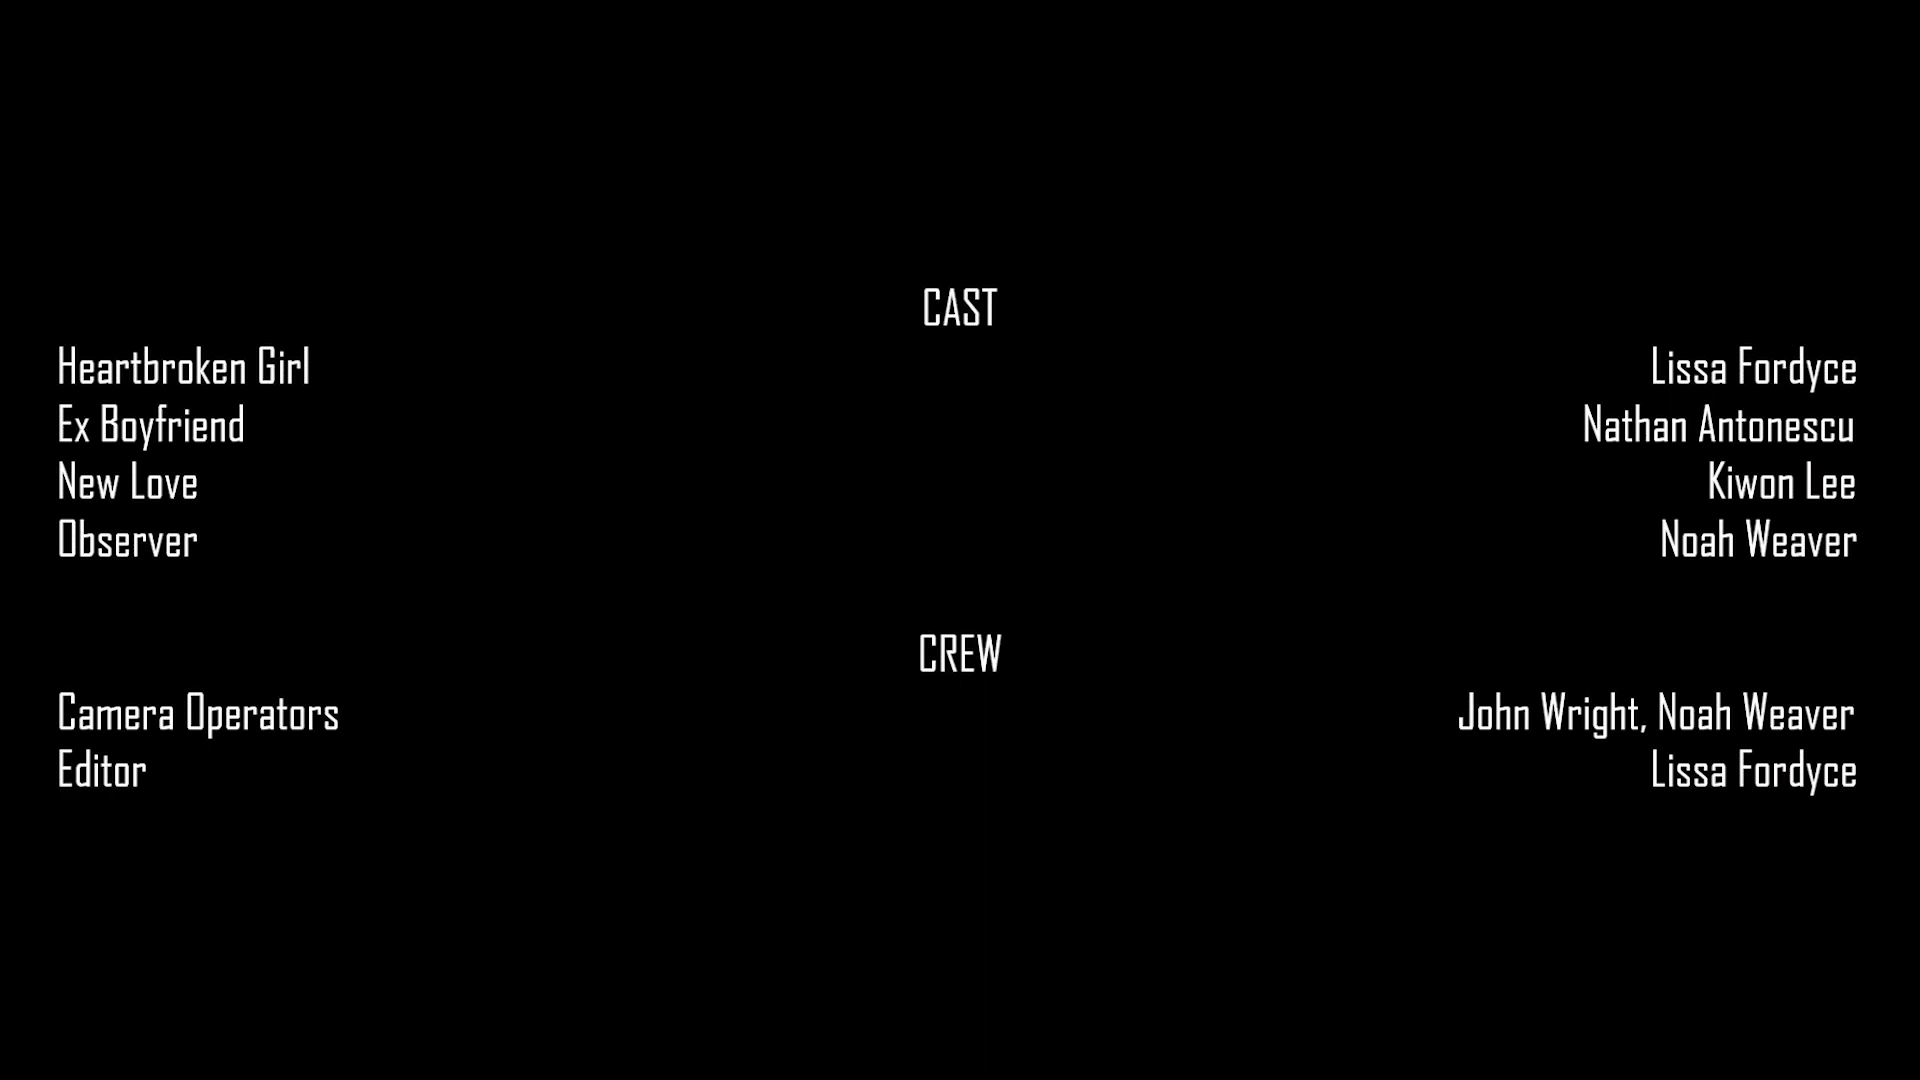 CAST
Heartbroken Girl Lissa Fordyce
Ex Boyfriend Nathan Antonescu
New Love Kiwon Lee
Observer Noah Weaver
CREW
Camera Operators John Wright, Noah Weaver
Editor Lissa Fordyce